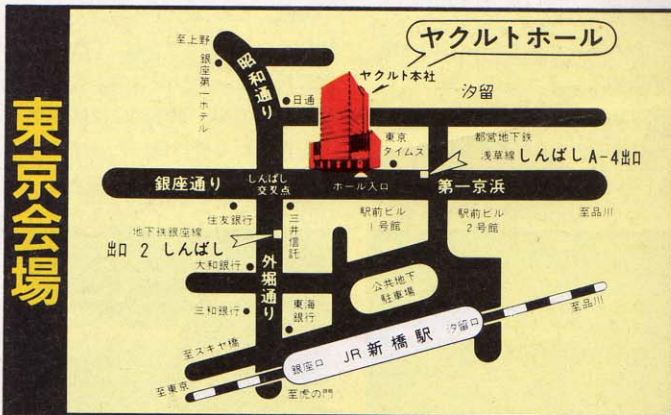 東京会場
ヤクルトホール
ヤクルト本社
至上野
銀座第一ホテル
昭和通り
日通
汐留
東京
タイムス
都営地下鉄
浅草線 しんばし A-4出口
銀座通り
しんばし
交叉点
ホール入口
第一京浜
住友銀行
三井信託
駅前ビル
1号館
駅前ビル
2号館
至品川
地下鉄銀座線
出口 2 しんばし
大和銀行
外堀通り
公共地下
駐車場
三和銀行
東海
銀行
至スキヤ橋
銀座口
JR新橋駅
汐留口
至品川
至東京
至虎の門